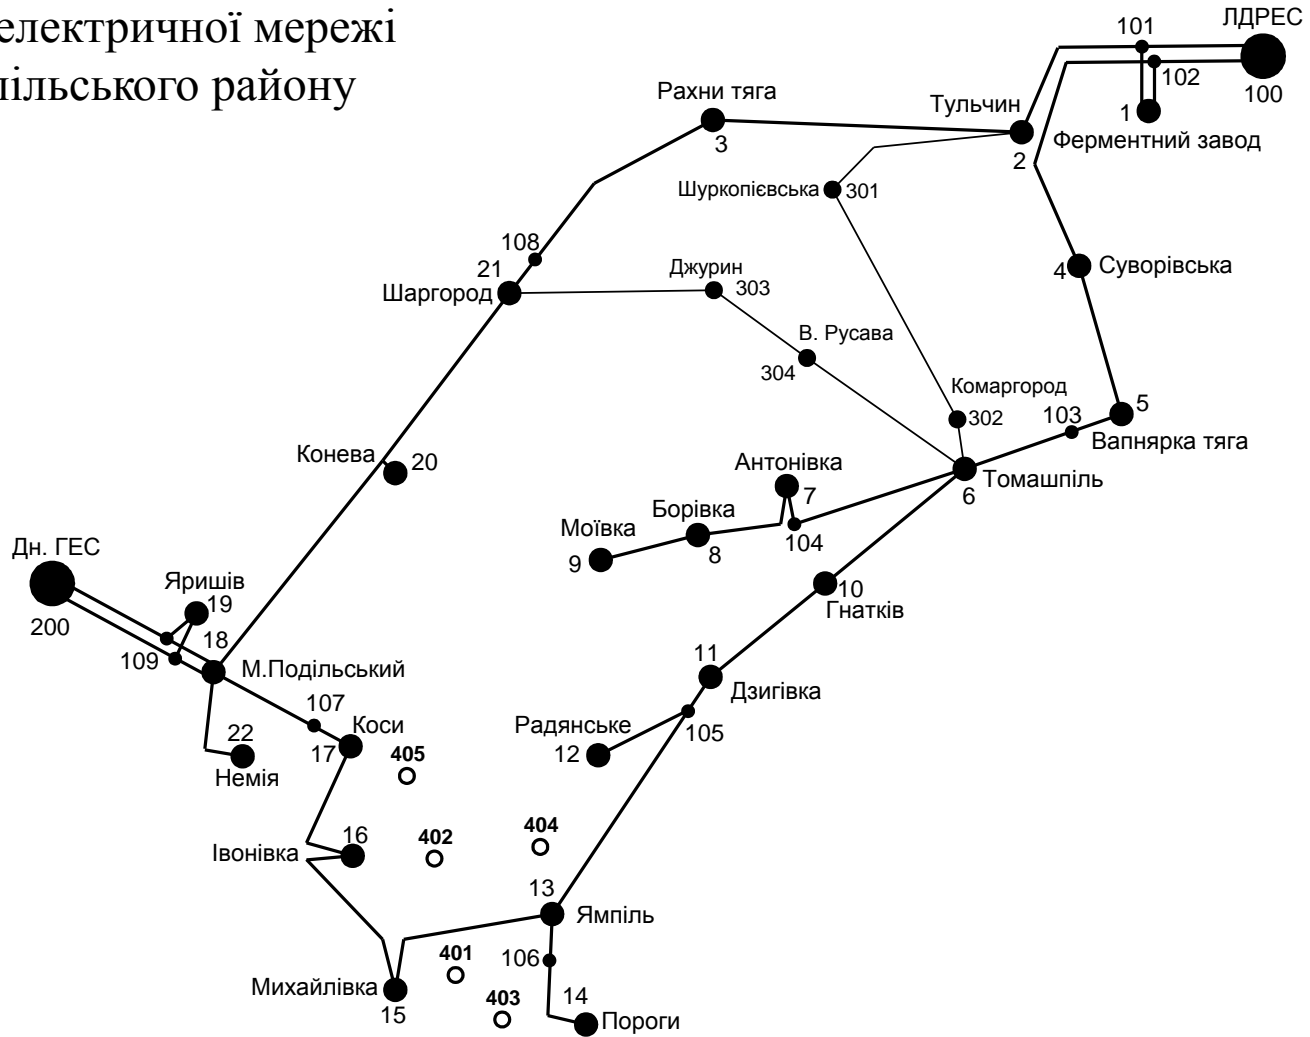 електричної мережі
пільського району
ЛДРЕС
101
102
100
Рахни тяга
Тульчин
1
3
2
Ферментний завод
Шуркопієвська
301
108
21
Джурин
4
Суворівська
Шаргород
303
В. Русава
304
Комаргород
302
103
5
Вапнярка тяга
Конева
20
Антонівка
7
Томашпіль
6
Борівка
Моївка
104
8
9
Дн. ГЕС
Яришів
19
10
Гнатків
200
18
109
М.Подільський
11
Дзигівка
107
Коси
Радянське
105
22
17
405
12
Немія
16
402
404
Івонівка
13
Ямпіль
401
106
Михайлівка
15
403
14
Пороги